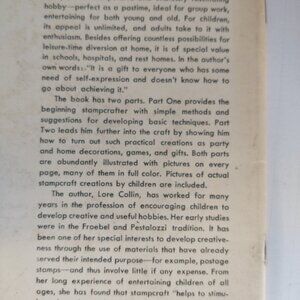 hobby—perfect as a pastime, ideal for group work,
entertaining for both young and old. For children,
its appeal is unlimited, and adults take to it with
enthusiasm. Besides offering countless possibilities for
leisure-time diversion at home, it is of special value
in schools, hospitals, and rest homes. In the author's
own words: "It is a gift to everyone who has some
need of self-expression and doesn't know how to
go about achieving it."
The book has two parts. Part One provides the
beginning stampcrafter with simple methods and
suggestions for developing basic techniques. Part
Two leads him further into the craft by showing him
how to turn out such practical creations as party
and home decorations, games, and gifts. Both parts
are abundantly illustrated with pictures on every
page, many of them in full color. Pictures of actual
stampcraft creations by children are included.
The author, Lore Collin, has worked for many
years in the profession of encouraging children to
develop creative and useful hobbies. Her early studies
were in the Froebel and Pestalozzi tradition. It has
been one of her special interests to develop creative-
ness through the use of materials that have already
served their intended purpose—for example, postage
stamps—and thus involve little if any expense. From
her long experience of entertaining children of all
ages, she has found that stampcraft "helps to stimu-